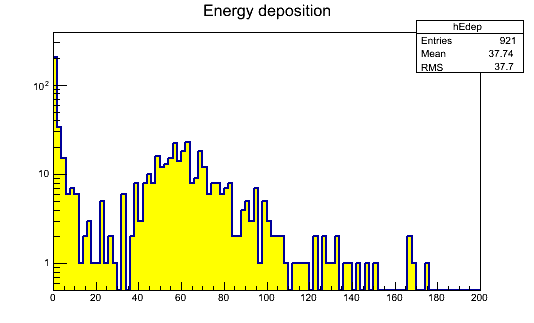 Energy deposition
hEdep
Entries 921
Mean 37.74
RMS 37.7
10²
10
1
0 20 40 60 80 100 120 140 160 180 200